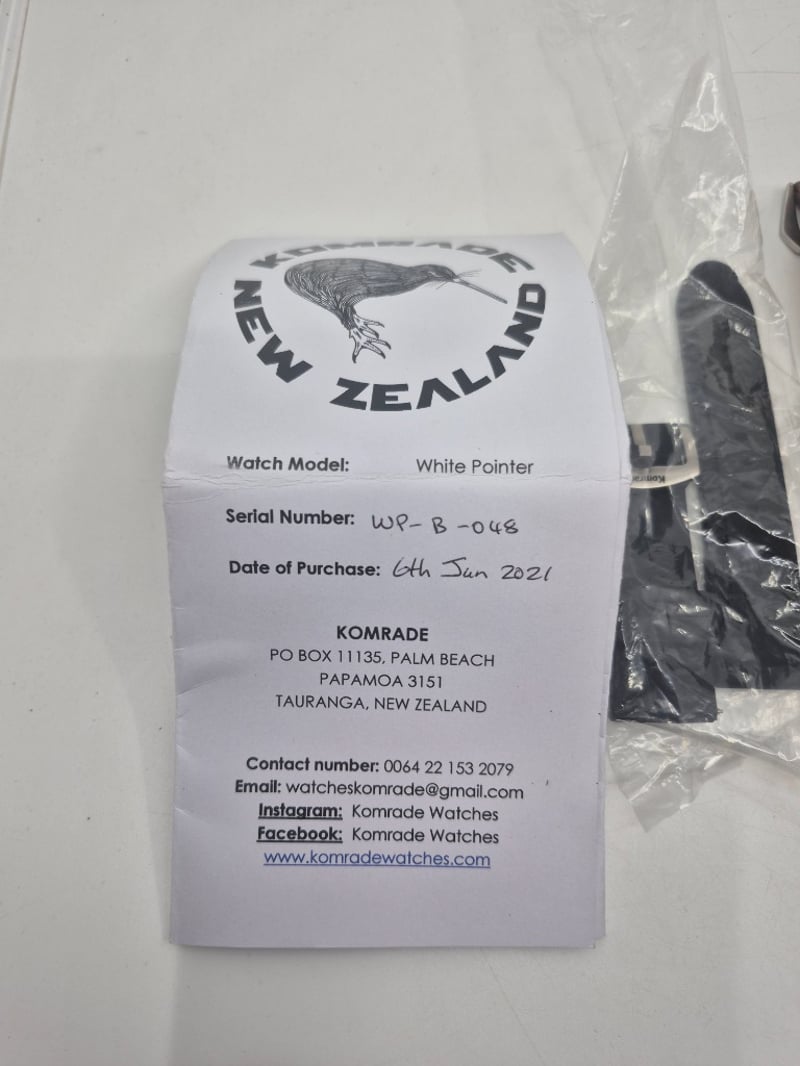 KOMRADE
NEW ZEALAND
Watch Model: White Pointer
Serial Number: WP-B-048
Date of Purchase: 6th Jun 2021
KOMRADE
PO BOX 11135, PALM BEACH
PAPAMOA 3151
TAURANGA, NEW ZEALAND
Contact number: 0064 22 153 2079
Email: watcheskomrade@gmail.com
Instagram: Komrade Watches
Facebook: Komrade Watches
www.komradewatches.com
Komrade